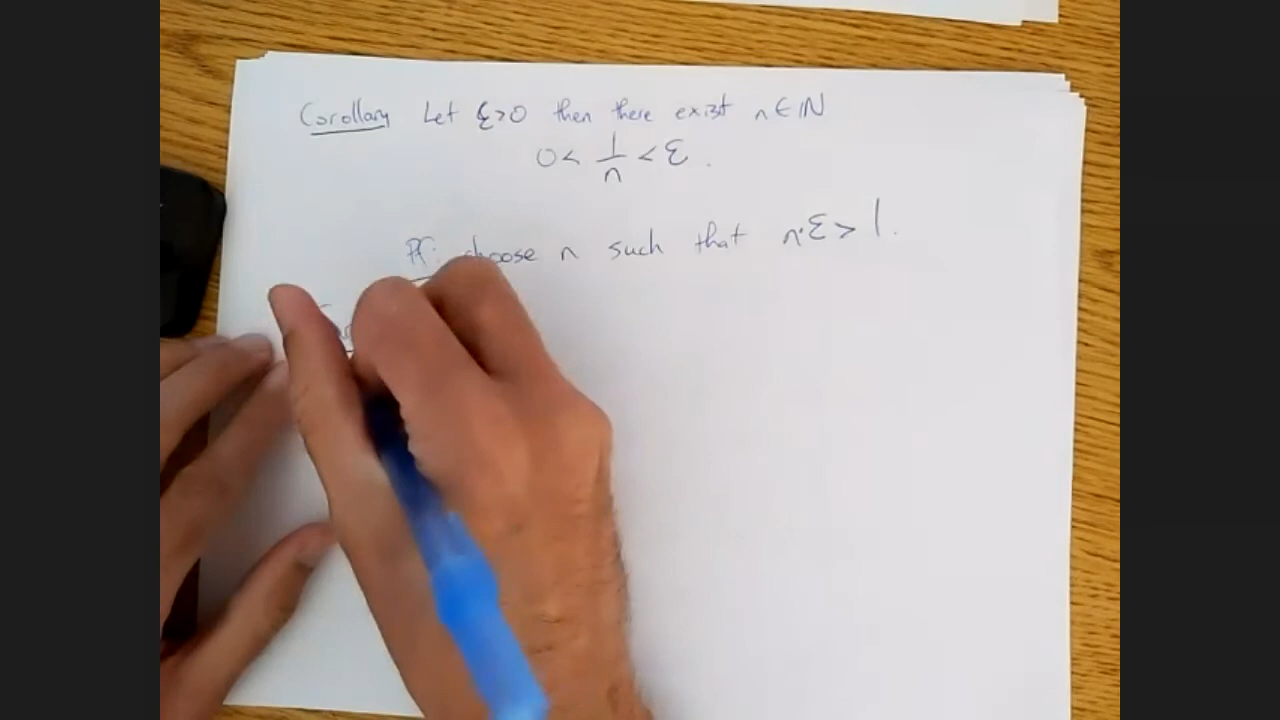 Corollary Let ε>0 then there exist n∈ℕ
0 < 1/n < ε.
Pf: choose n such that n·ε > 1.